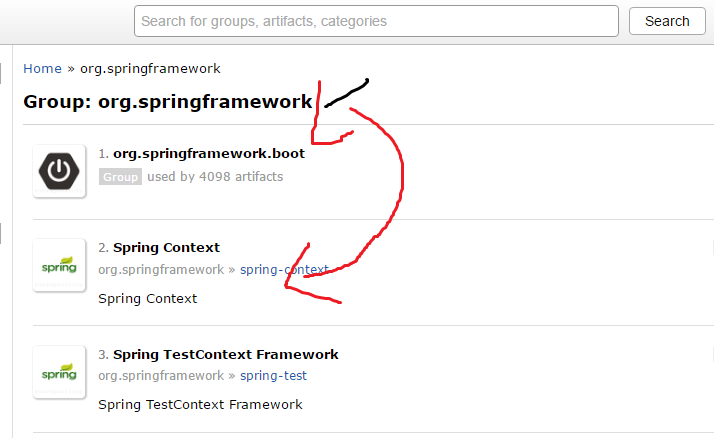 Search for groups, artifacts, categories Search
Home » org.springframework
Group: org.springframework
1. org.springframework.boot
Group used by 4098 artifacts
2. Spring Context
spring
org.springframework » spring-context
Spring Context
3. Spring TestContext Framework
spring
org.springframework » spring-test
Spring TestContext Framework